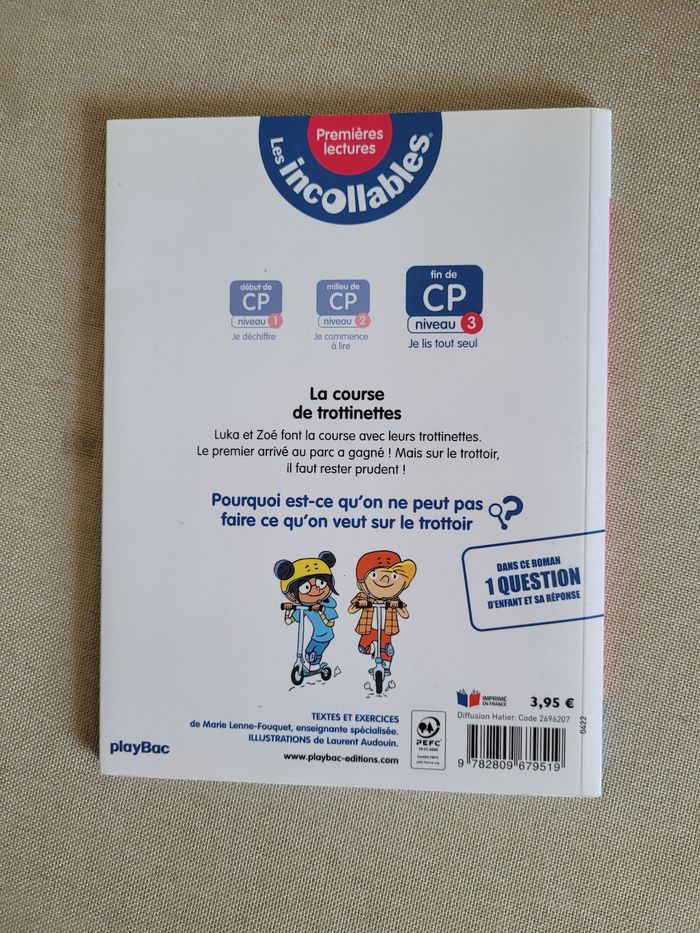 Premières
lectures
Les
incollables®
début de
CP
niveau 1
Je déchiffre
milieu de
CP
niveau 2
Je commence
à lire
fin de
CP
niveau 3
Je lis tout seul
La course
de trottinettes
Luka et Zoé font la course avec leurs trottinettes.
Le premier arrivé au parc a gagné ! Mais sur le trottoir,
il faut rester prudent !
Pourquoi est-ce qu'on ne peut pas
faire ce qu'on veut sur le trottoir ?
DANS CE ROMAN
1 QUESTION
D'ENFANT ET SA RÉPONSE
playBac
TEXTES ET EXERCICES
de Marie Lenne-Fouquet, enseignante spécialisée.
ILLUSTRATIONS de Laurent Audouin.
www.playbac-editions.com
PEFC
IMPRIMÉ
EN FRANCE
3,95 €
Diffusion Hatier. Code 2696207
0422
9 782809 679519